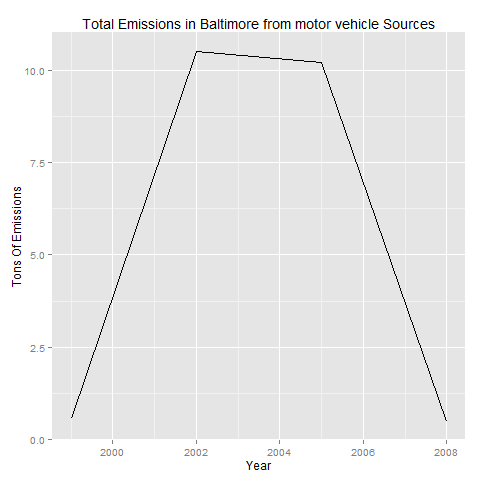 Total Emissions in Baltimore from motor vehicle Sources
10.0
7.5
5.0
2.5
0.0
Tons Of Emissions
2000 2002 2004 2006 2008
Year